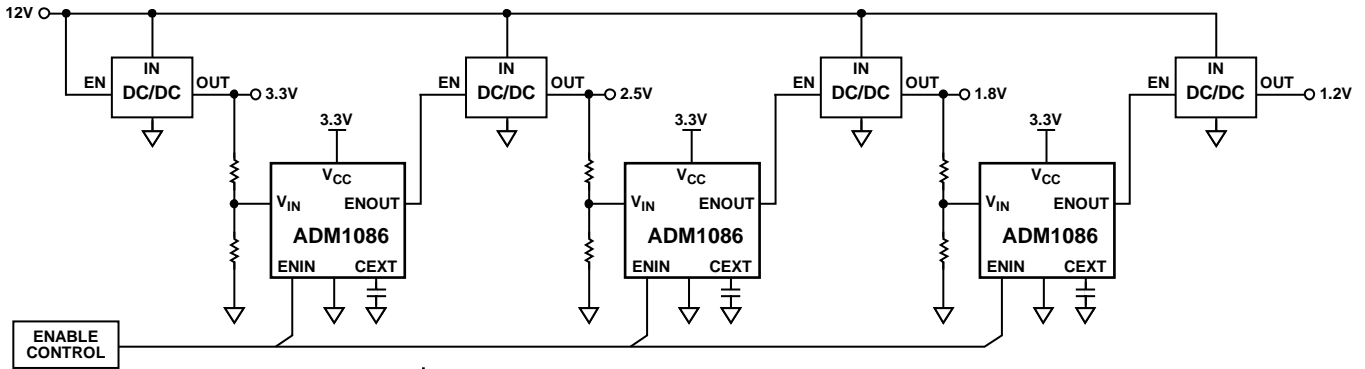 12V
IN
EN
OUT
DC/DC
3.3V
IN
EN
OUT
DC/DC
2.5V
IN
EN
OUT
DC/DC
1.8V
IN
EN
OUT
DC/DC
1.2V
3.3V
VCC
VIN
ENOUT
ADM1086
ENIN
CEXT
3.3V
VCC
VIN
ENOUT
ADM1086
ENIN
CEXT
3.3V
VCC
VIN
ENOUT
ADM1086
ENIN
CEXT
ENABLE
CONTROL